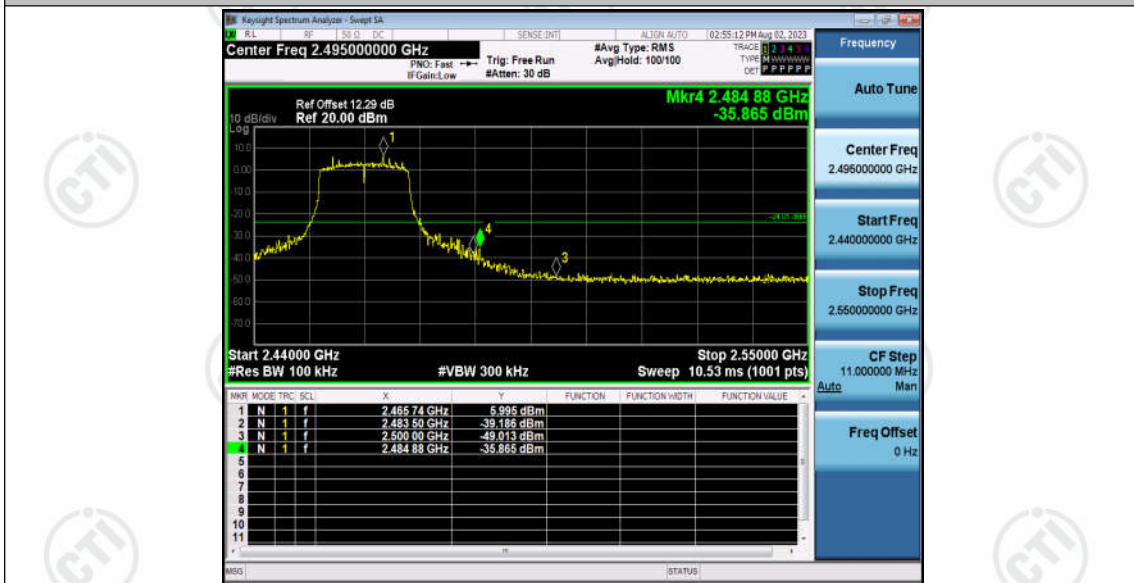 Keysight Spectrum Analyzer - Swept SA
RL RF 50 Ω DC SENSE:INT ALIGN AUTO 02:55:12 PM Aug 02, 2023
Center Freq 2.495000000 GHz
PNO: Fast
IFGain:Low
Trig: Free Run
#Atten: 30 dB
#Avg Type: RMS
Avg|Hold: 100/100
TRACE 1 2 3 4 5 6
TYPE M W W W W W
DET P P P P P P
Mkr4 2.484 88 GHz
-35.865 dBm
Ref Offset 12.29 dB
10 dB/div Ref 20.00 dBm
Log
10.0
0.00
-10.0
-20.0
-30.0
-40.0
-50.0
-60.0
-70.0
1
4
3
-24.01 dBm
Start 2.44000 GHz Stop 2.55000 GHz
#Res BW 100 kHz #VBW 300 kHz Sweep 10.53 ms (1001 pts)
MKR MODE TRC SCL X Y FUNCTION FUNCTION WIDTH FUNCTION VALUE
1 N 1 f 2.465 74 GHz 5.995 dBm
2 N 1 f 2.483 50 GHz -39.186 dBm
3 N 1 f 2.500 00 GHz -49.013 dBm
4 N 1 f 2.484 88 GHz -35.865 dBm
5
6
7
8
9
10
11
MSG STATUS
Frequency
Auto Tune
Center Freq
2.495000000 GHz
Start Freq
2.440000000 GHz
Stop Freq
2.550000000 GHz
CF Step
11.000000 MHz
Auto Man
Freq Offset
0 Hz
CTI
CTI
CTI
CTI